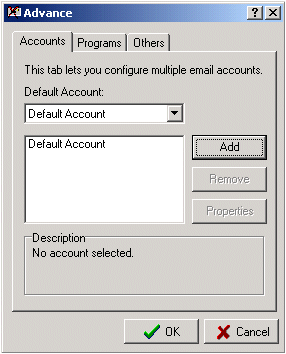 Advance
Accounts Programs Others
This tab lets you configure multiple email accounts.
Default Account:
Default Account
Default Account
Add
Remove
Properties
Description
No account selected.
OK Cancel